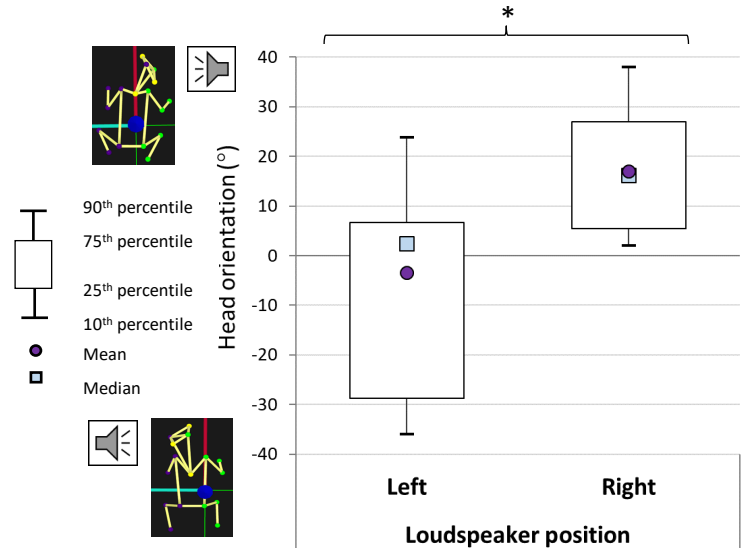 *
40
30
20
10
0
-10
-20
-30
-40
Head orientation (°)
90th percentile
75th percentile
25th percentile
10th percentile
Mean
Median
Left Right
Loudspeaker position